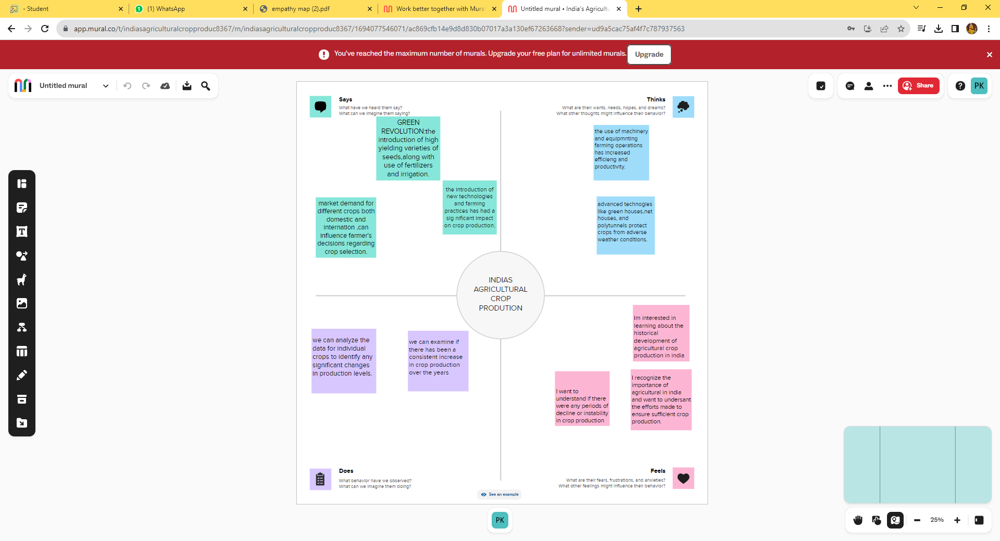 - Student
(1) WhatsApp
empathy map (2).pdf
Work better together with Mural
Untitled mural • India's Agricultu
app.mural.co/t/indiasagriculturalcropproduc8367/m/indiasagriculturalcropproduc8367/1694077546071/ac869cfb14e9d8d830b07017a3a130ef67263668?sender=ud9a5cac75af4f7c787937563
You've reached the maximum number of murals. Upgrade your free plan for unlimited murals.
Upgrade
Untitled mural
Share
PK
Says
What have we heard them say?
What can we imagine them saying?
GREEN
REVOLUTION:the
introduction of high
yielding varieties of
seeds,along with
use of fertilizers
and irrigation.
the introduction of
new technologies
and farming
practices has had a
sig nificant impact
on crop production.
market demand for
different crops both
domestic and
internation ,can
influence farmer's
decisions regarding
crop selection.
Thinks
What are their wants, needs, hopes, and dreams?
What other thoughts might influence their behavior?
the use of machinery
and equipmnting
farming operations
has increased
efficieng and
productivity.
advanced technogies
like green houses,net
houses, and
polytunnels protect
crops from adverse
weather conditions.
INDIAS
AGRICULTURAL
CROP
PRODUTION
we can analyze the
data for individual
crops to identify any
significant changes
in production levels.
we can examine if
there has been a
consistent increase
in crop production
over the years
Im interested in
learning about the
historical
development of
agricultural crop
production in india
I want to
understand if there
were any periods of
decline or instability
in crop production
I recognize the
importance of
agricultural in india
and want to undersant
the efforts made to
ensure sufficient crop
production.
Does
What behavior have we observed?
What can we imagine them doing?
Feels
What are their fears, frustrations, and anxieties?
What other feelings might influence their behavior?
See an example
PK
25%